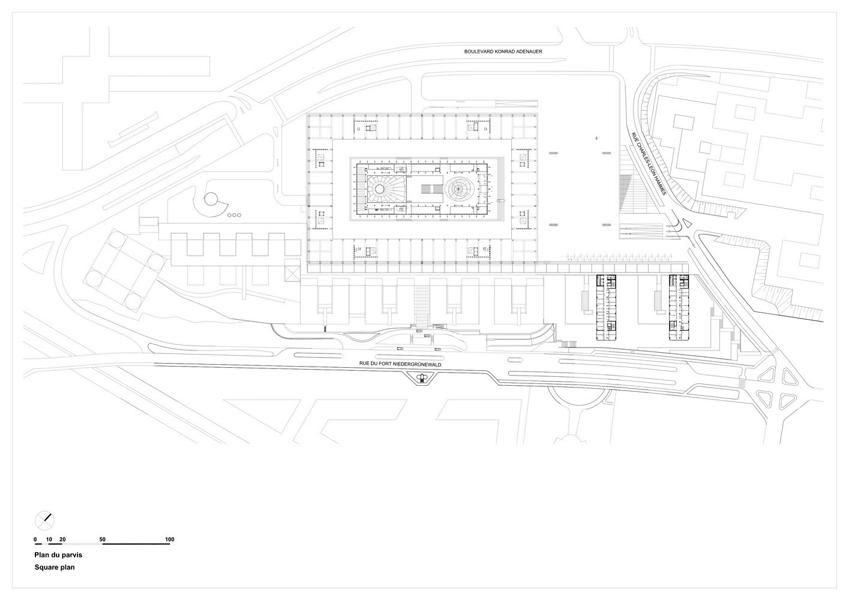 BOULEVARD KONRAD ADENAUER
RUE CHARLES-LÉON HAMMES
RUE DU FORT NIEDERGRÜNEWALD
0 10 20 50 100
Plan du parvis
Square plan